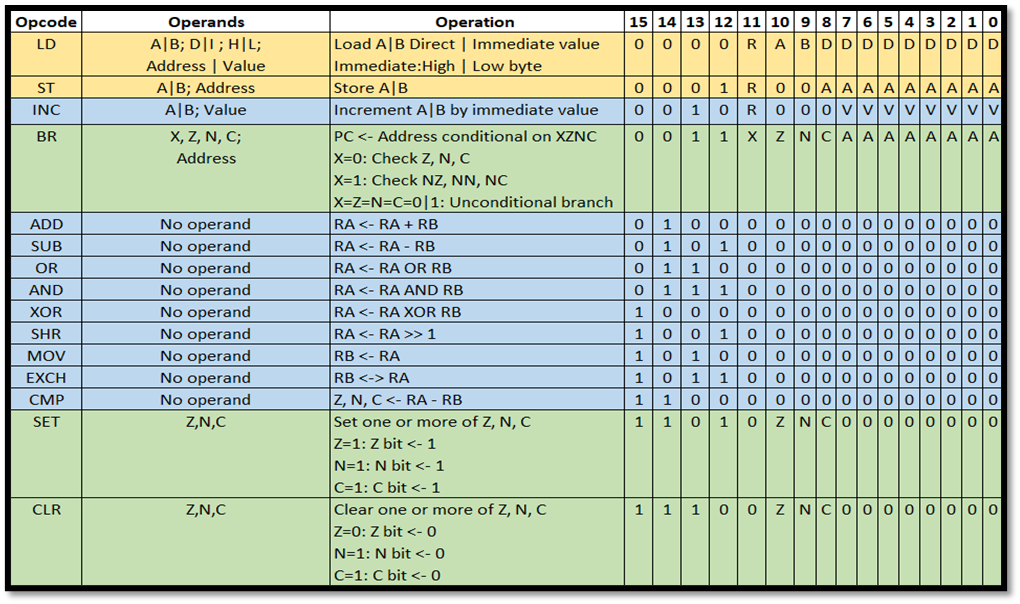 Opcode Operands Operation 15 14 13 12 11 10 9 8 7 6 5 4 3 2 1 0
LD A|B; D|I ; H|L; Load A|B Direct | Immediate value 0 0 0 0 R A B D D D D D D D D D
Address | Value Immediate:High | Low byte
ST A|B; Address Store A|B 0 0 0 1 R 0 0 A A A A A A A A A
INC A|B; Value Increment A|B by immediate value 0 0 1 0 R 0 0 0 V V V V V V V V
BR X, Z, N, C; PC <- Address conditional on XZNC 0 0 1 1 X Z N C A A A A A A A A
Address X=0: Check Z, N, C
X=1: Check NZ, NN, NC
X=Z=N=C=0|1: Unconditional branch
ADD No operand RA <- RA + RB 0 1 0 0 0 0 0 0 0 0 0 0 0 0 0 0
SUB No operand RA <- RA - RB 0 1 0 1 0 0 0 0 0 0 0 0 0 0 0 0
OR No operand RA <- RA OR RB 0 1 1 0 0 0 0 0 0 0 0 0 0 0 0 0
AND No operand RA <- RA AND RB 0 1 1 1 0 0 0 0 0 0 0 0 0 0 0 0
XOR No operand RA <- RA XOR RB 1 0 0 0 0 0 0 0 0 0 0 0 0 0 0 0
SHR No operand RA <- RA >> 1 1 0 0 1 0 0 0 0 0 0 0 0 0 0 0 0
MOV No operand RB <- RA 1 0 1 0 0 0 0 0 0 0 0 0 0 0 0 0
EXCH No operand RB <-> RA 1 0 1 1 0 0 0 0 0 0 0 0 0 0 0 0
CMP No operand Z, N, C <- RA - RB 1 1 0 0 0 0 0 0 0 0 0 0 0 0 0 0
SET Z,N,C Set one or more of Z, N, C 1 1 0 1 0 Z N C 0 0 0 0 0 0 0 0
Z=1: Z bit <- 1
N=1: N bit <- 1
C=1: C bit <- 1
CLR Z,N,C Clear one or more of Z, N, C 1 1 1 0 0 Z N C 0 0 0 0 0 0 0 0
Z=0: Z bit <- 0
N=1: N bit <- 0
C=1: C bit <- 0